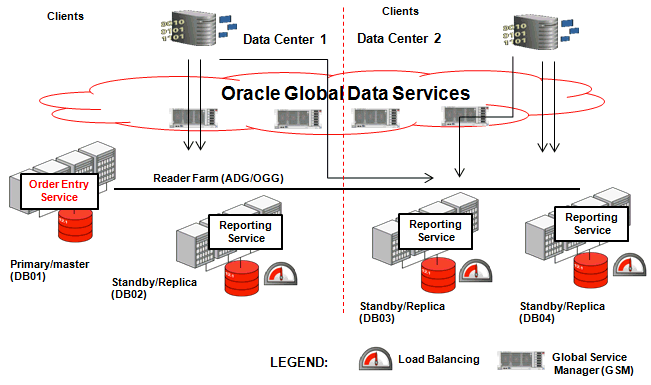 Clients
Clients
Data Center 1
Data Center 2
Oracle Global Data Services
Order Entry
Service
Reader Farm (ADG/OGG)
Primary/master
(DB01)
Reporting
Service
Standby/Replica
(DB02)
Reporting
Service
Standby/Replica
(DB03)
Reporting
Service
Standby/Replica
(DB04)
LEGEND:
Load Balancing
Global Service
Manager (GSM)